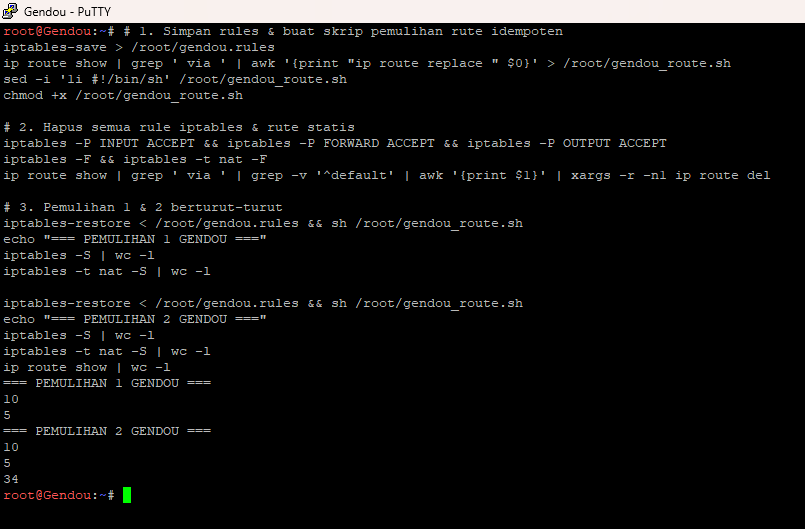 Gendou - PuTTY
root@Gendou:~# # 1. Simpan rules & buat skrip pemulihan rute idempoten
iptables-save > /root/gendou.rules
ip route show | grep ' via ' | awk '{print "ip route replace " $0}' > /root/gendou_route.sh
sed -i '1i #!/bin/sh' /root/gendou_route.sh
chmod +x /root/gendou_route.sh

# 2. Hapus semua rule iptables & rute statis
iptables -P INPUT ACCEPT && iptables -P FORWARD ACCEPT && iptables -P OUTPUT ACCEPT
iptables -F && iptables -t nat -F
ip route show | grep ' via ' | grep -v '^default' | awk '{print $1}' | xargs -r -n1 ip route del

# 3. Pemulihan 1 & 2 berturut-turut
iptables-restore < /root/gendou.rules && sh /root/gendou_route.sh
echo "=== PEMULIHAN 1 GENDOU ==="
iptables -S | wc -l
iptables -t nat -S | wc -l

iptables-restore < /root/gendou.rules && sh /root/gendou_route.sh
echo "=== PEMULIHAN 2 GENDOU ==="
iptables -S | wc -l
iptables -t nat -S | wc -l
ip route show | wc -l
=== PEMULIHAN 1 GENDOU ===
10
5
=== PEMULIHAN 2 GENDOU ===
10
5
34
root@Gendou:~#